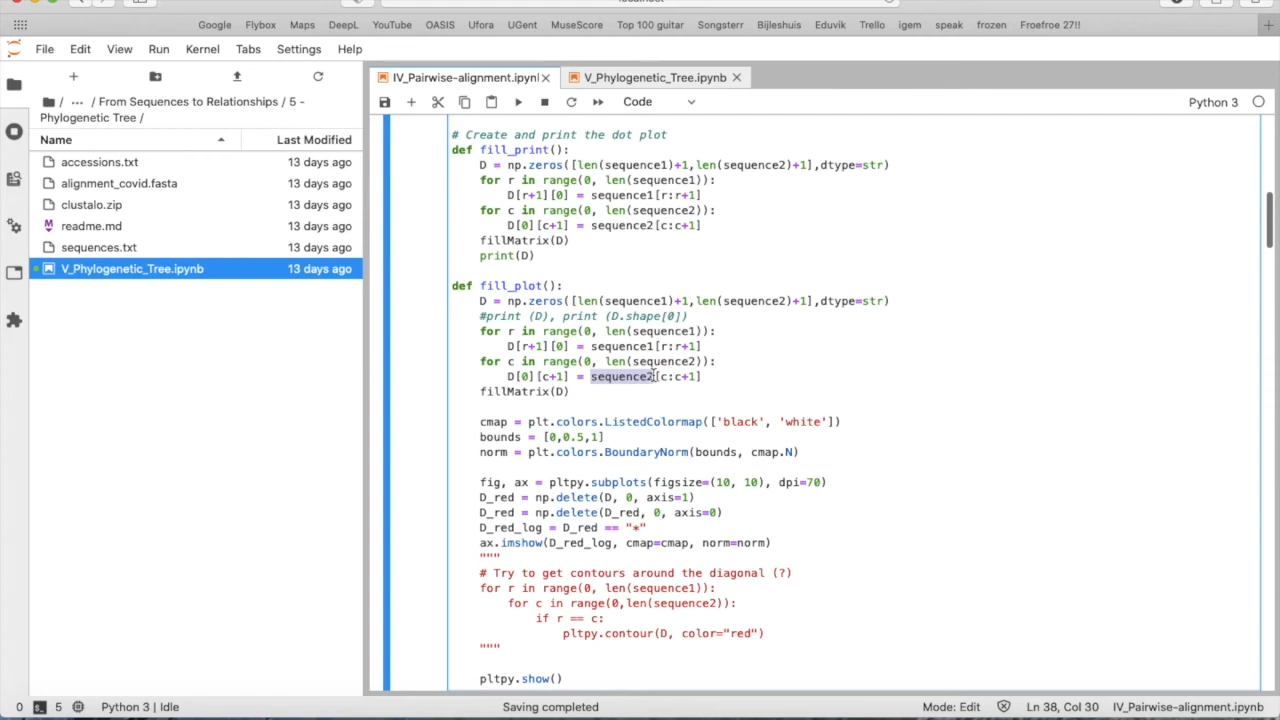 Google Flybox Maps DeepL YouTube OASIS Ufora UGent MuseScore Top 100 guitar Songsterr Bijleshuis Eduvik Trello igem speak frozen Froefroe 27!!
File Edit View Run Kernel Tabs Settings Help
/ ... / From Sequences to Relationships / 5 -
Phylogenetic Tree /
Name Last Modified
accessions.txt 13 days ago
alignment_covid.fasta 13 days ago
clustalo.zip 13 days ago
readme.md 13 days ago
sequences.txt 13 days ago
V_Phylogenetic_Tree.ipynb 13 days ago
IV_Pairwise-alignment.ipynl V_Phylogenetic_Tree.ipynb
Code Python 3
# Create and print the dot plot
def fill_print():
D = np.zeros([len(sequence1)+1,len(sequence2)+1],dtype=str)
for r in range(0, len(sequence1)):
D[r+1][0] = sequence1[r:r+1]
for c in range(0, len(sequence2)):
D[0][c+1] = sequence2[c:c+1]
fillMatrix(D)
print(D)
def fill_plot():
D = np.zeros([len(sequence1)+1,len(sequence2)+1],dtype=str)
#print (D), print (D.shape[0])
for r in range(0, len(sequence1)):
D[r+1][0] = sequence1[r:r+1]
for c in range(0, len(sequence2)):
D[0][c+1] = sequence2[c:c+1]
fillMatrix(D)
cmap = plt.colors.ListedColormap(['black', 'white'])
bounds = [0,0.5,1]
norm = plt.colors.BoundaryNorm(bounds, cmap.N)
fig, ax = pltpy.subplots(figsize=(10, 10), dpi=70)
D_red = np.delete(D, 0, axis=1)
D_red = np.delete(D_red, 0, axis=0)
D_red_log = D_red == "*"
ax.imshow(D_red_log, cmap=cmap, norm=norm)
"""
# Try to get contours around the diagonal (?)
for r in range(0, len(sequence1)):
for c in range(0,len(sequence2)):
if r == c:
pltpy.contour(D, color="red")
"""
pltpy.show()
0 5 Python 3 | Idle Saving completed Mode: Edit Ln 38, Col 30 IV_Pairwise-alignment.ipynb